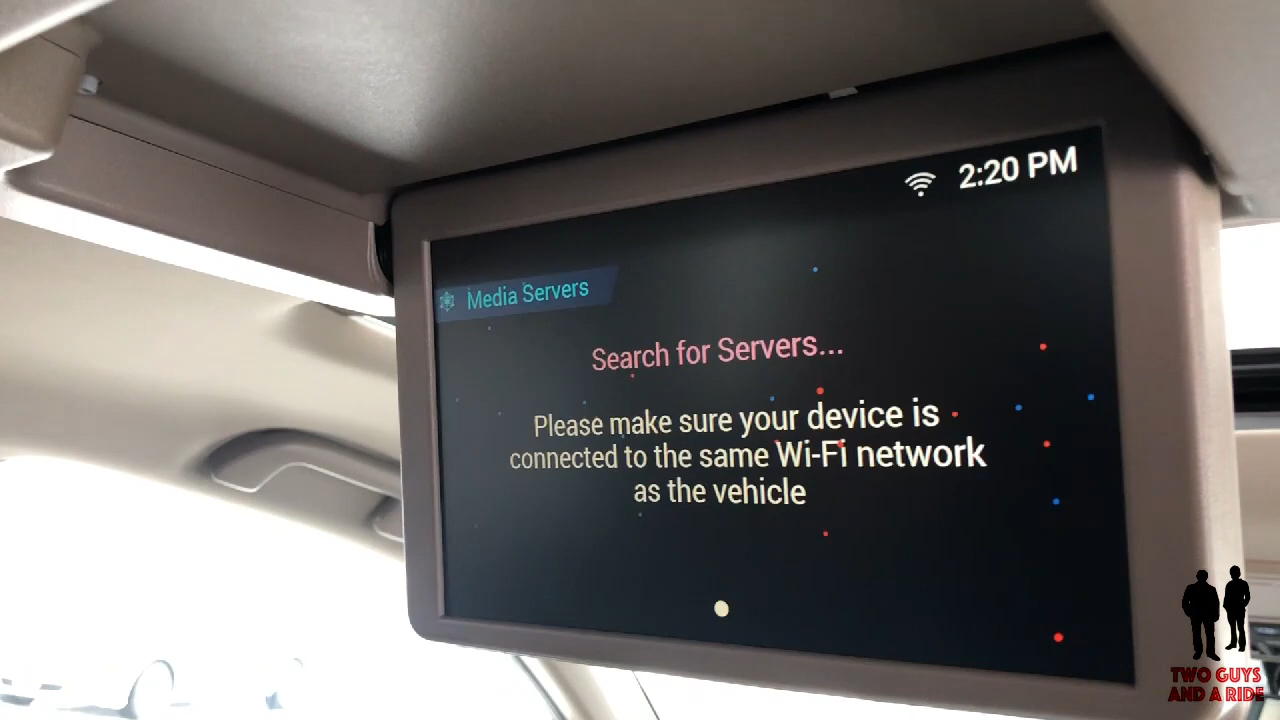 2:20 PM
Media Servers
Search for Servers...
Please make sure your device is
connected to the same Wi-Fi network
as the vehicle
TWO GUYS
AND A RIDE